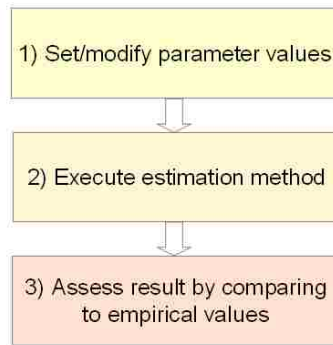 1) Set/modify parameter values
2) Execute estimation method
3) Assess result by comparing
to empirical values